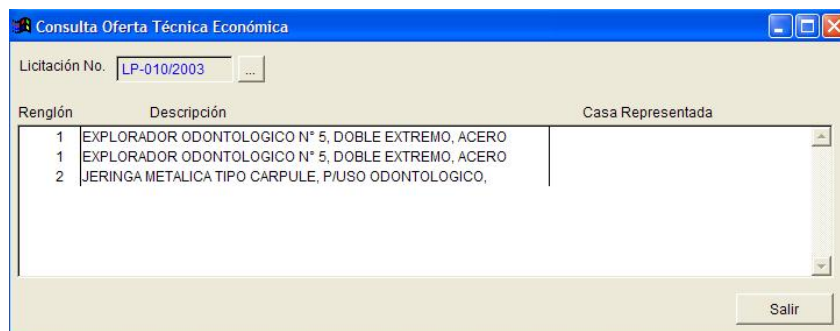 Consulta Oferta Técnica Económica
Licitación No. LP-010/2003 ...
Renglón Descripción Casa Representada
1 EXPLORADOR ODONTOLOGICO N° 5, DOBLE EXTREMO, ACERO
1 EXPLORADOR ODONTOLOGICO N° 5, DOBLE EXTREMO, ACERO
2 JERINGA METALICA TIPO CARPULE, P/USO ODONTOLOGICO,
Salir